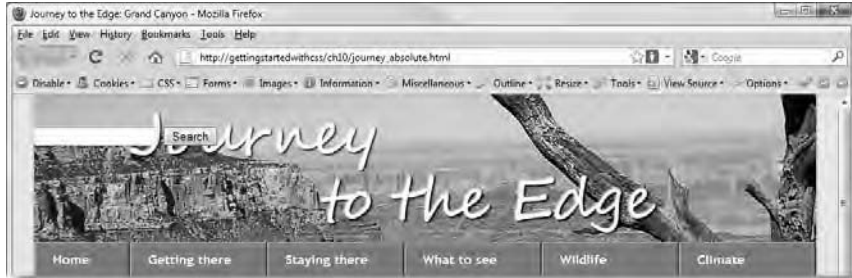 Journey to the Edge: Grand Canyon - Mozilla Firefox
File Edit View History Bookmarks Tools Help
http://gettingstartedwithcss/ch10/journey_absolute.html Google
Disable Cookies CSS Forms Images Information Miscellaneous Outline Resize Tools View Source Options
Search
Journey
to the Edge
Home Getting there Staying there What to see Wildlife Climate